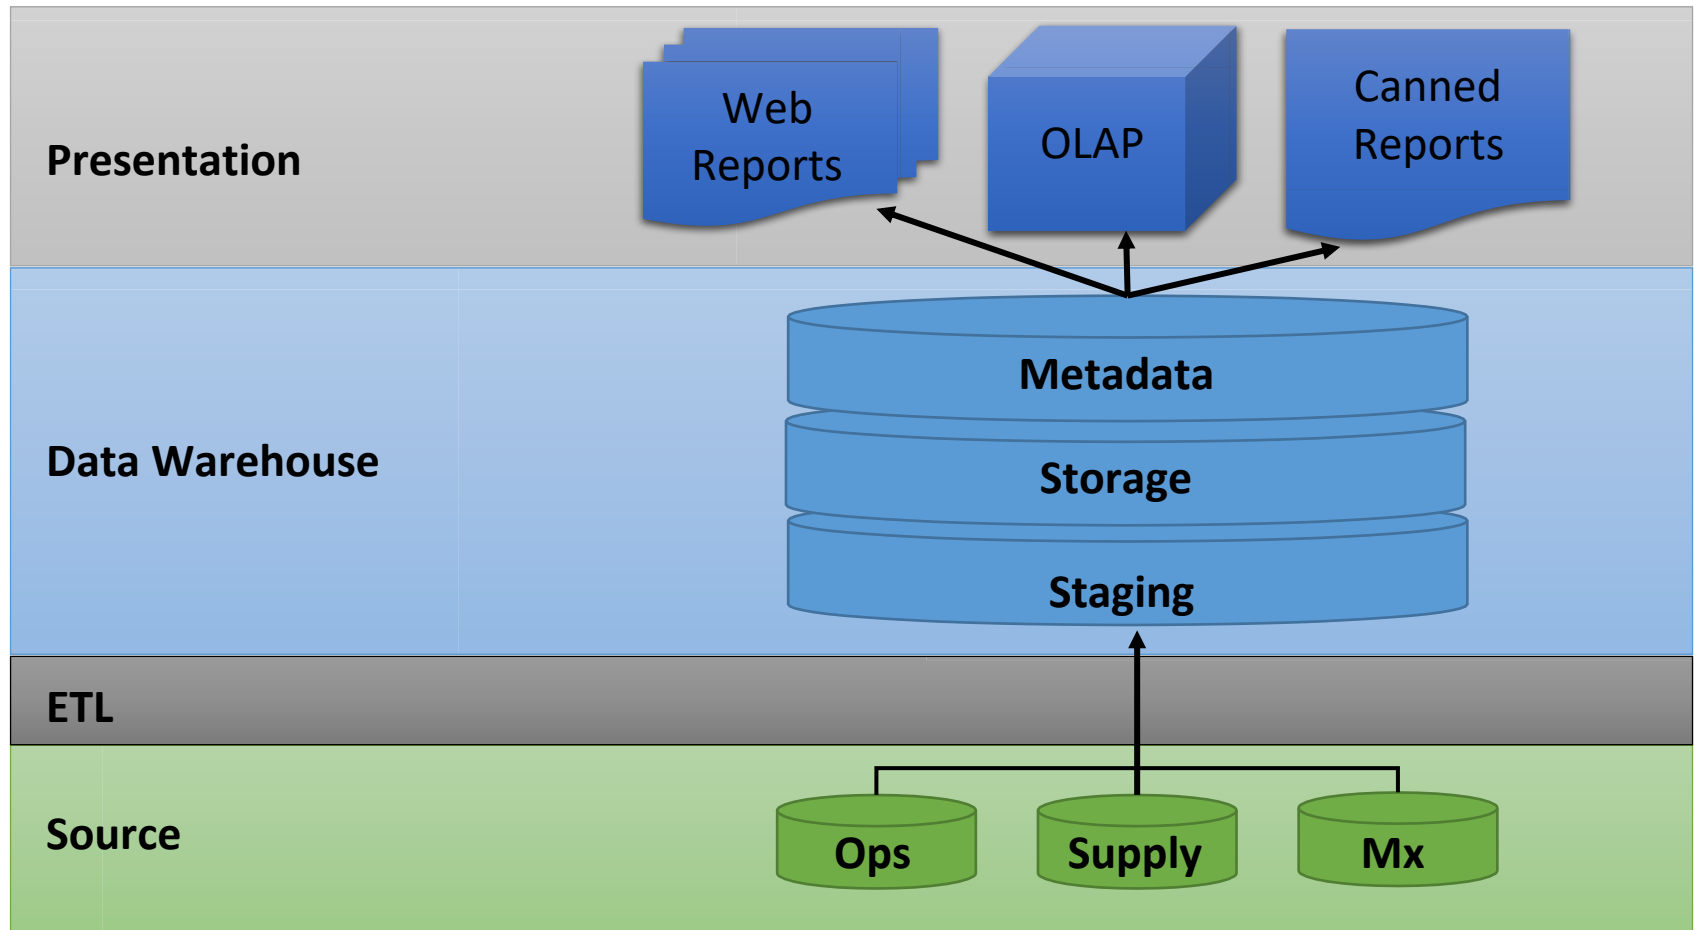 Presentation
Web
Reports
OLAP
Canned
Reports
Data Warehouse
Metadata
Storage
Staging
ETL
Source
Ops
Supply
Mx